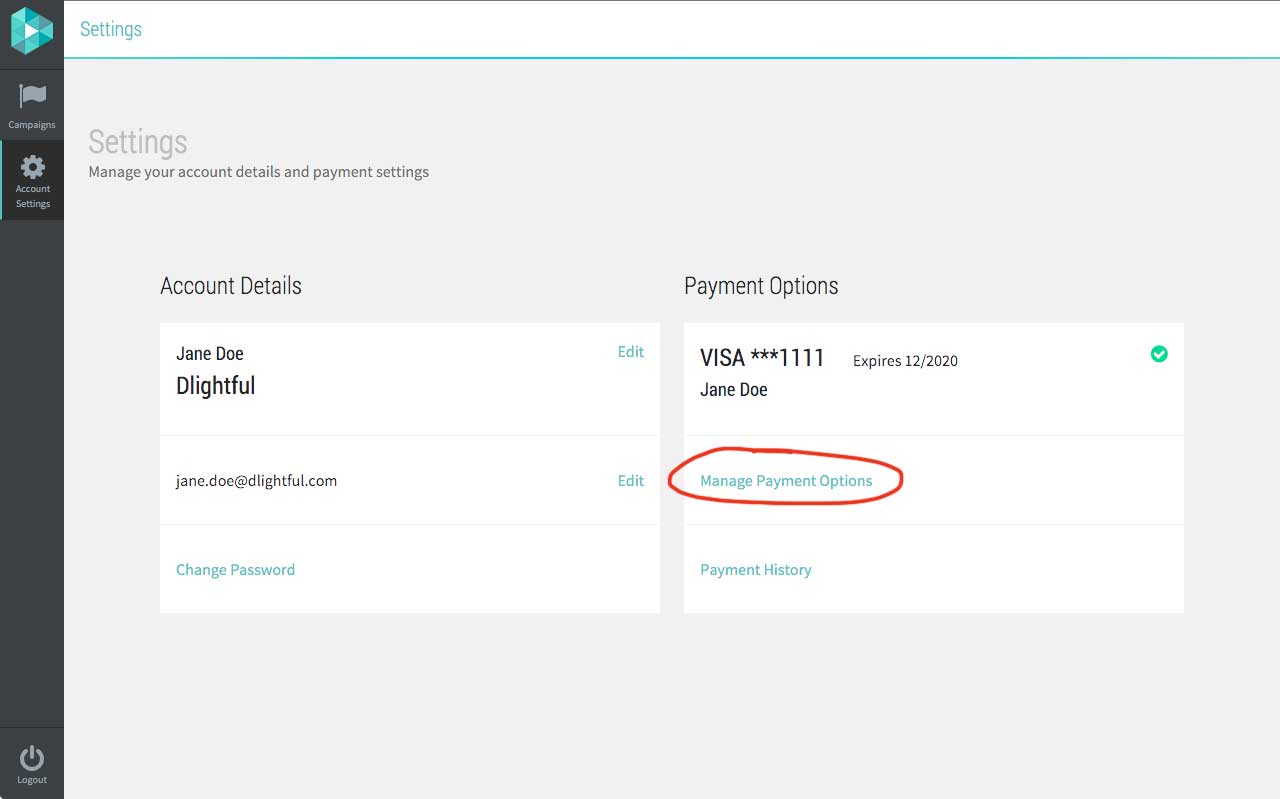 Settings
Campaigns
Account
Settings
Logout
Settings
Manage your account details and payment settings
Account Details
Jane Doe
Edit
Dlightful
jane.doe@dlightful.com
Edit
Change Password
Payment Options
VISA ***1111
Expires 12/2020
Jane Doe
Manage Payment Options
Payment History